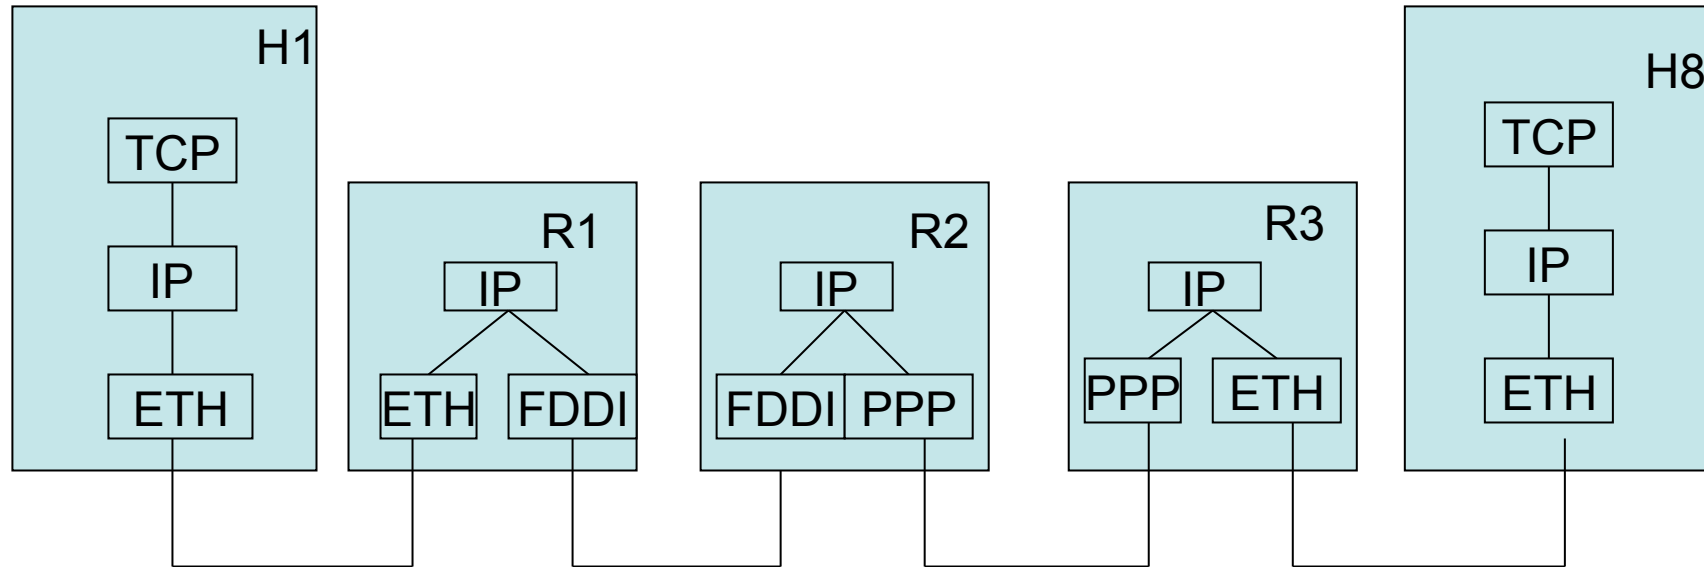 H1
TCP
IP
ETH
R1
IP
ETH
FDDI
R2
IP
FDDI
PPP
R3
IP
PPP
ETH
H8
TCP
IP
ETH